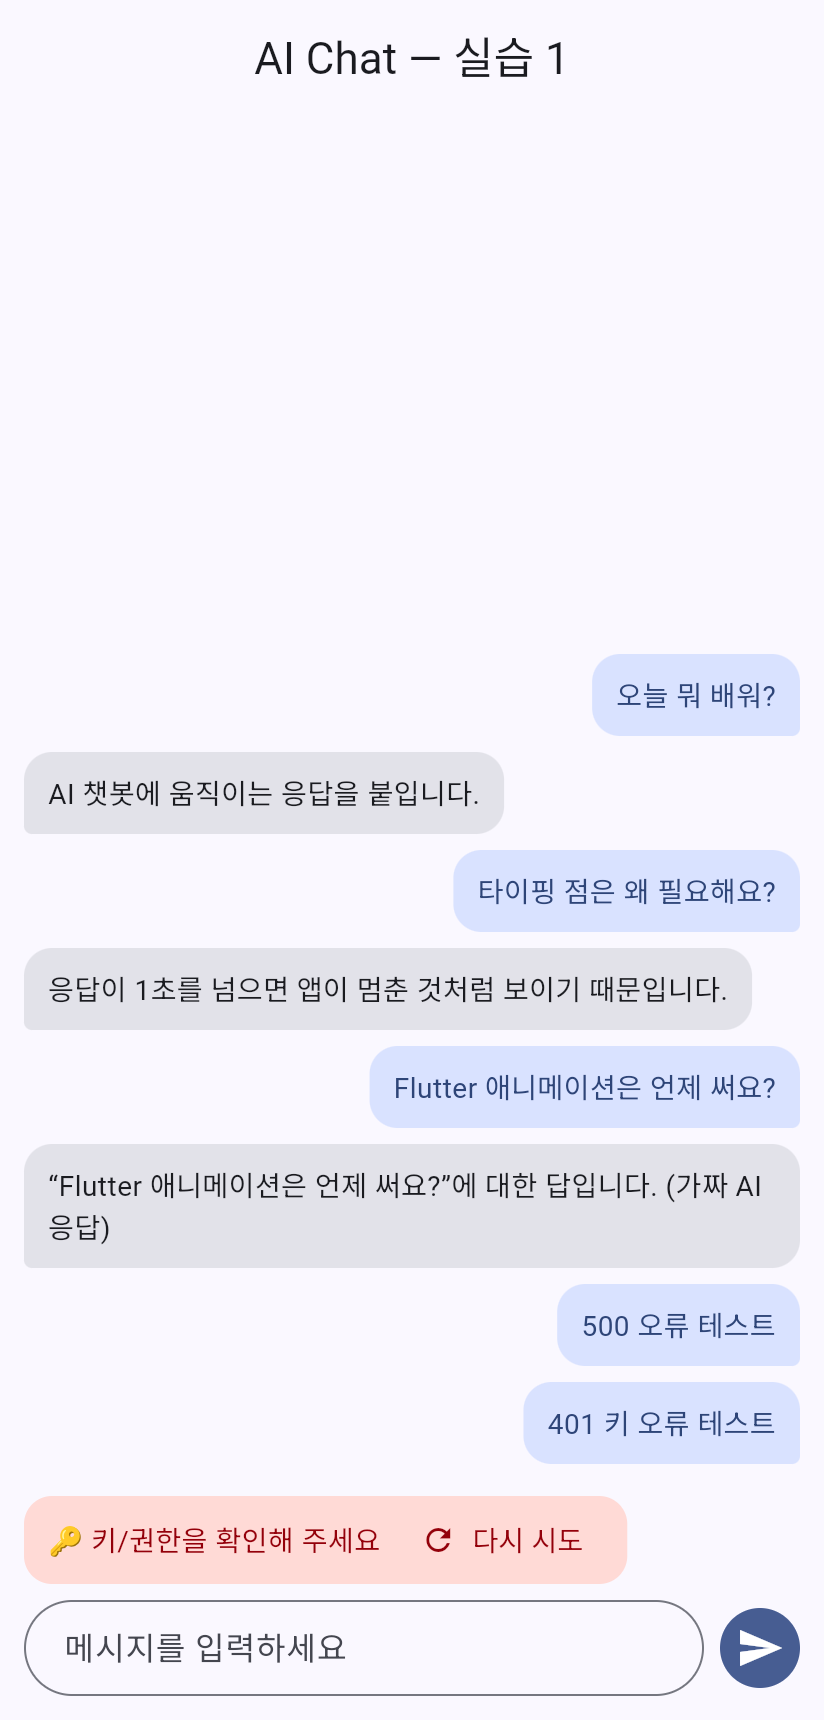 AI Chat — 실습 1
오늘 뭐 배워?
AI 챗봇에 움직이는 응답을 붙입니다.
타이핑 점은 왜 필요해요?
응답이 1초를 넘으면 앱이 멈춘 것처럼 보이기 때문입니다.
Flutter 애니메이션은 언제 써요?
“Flutter 애니메이션은 언제 써요?”에 대한 답입니다. (가짜 AI
응답)
500 오류 테스트
401 키 오류 테스트
🔑 키/권한을 확인해 주세요 다시 시도
메시지를 입력하세요